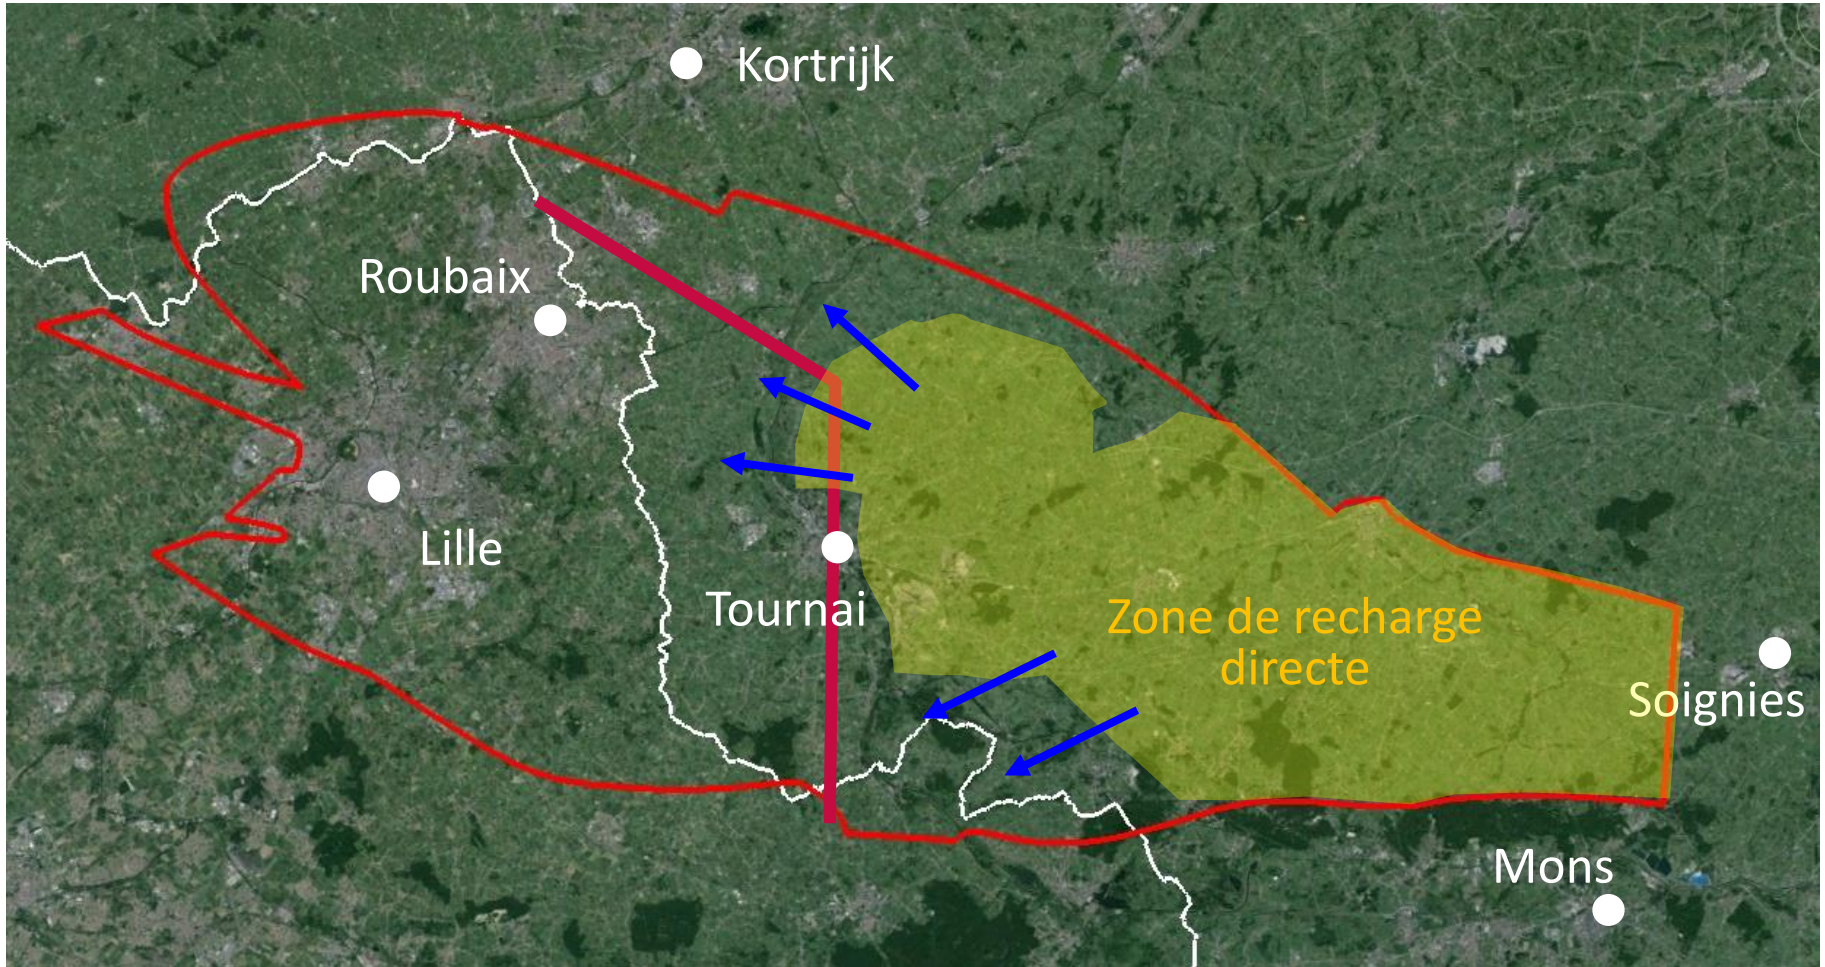 Kortrijk
Roubaix
Lille
Tournai
Zone de recharge
directe
Soignies
Mons